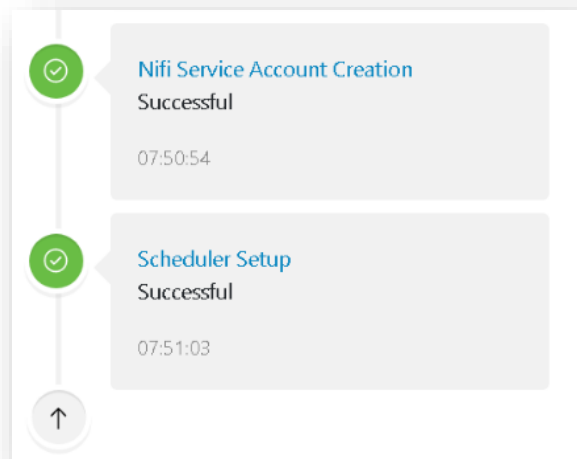 Nifi Service Account Creation
Successful
07:50:54
Scheduler Setup
Successful
07:51:03